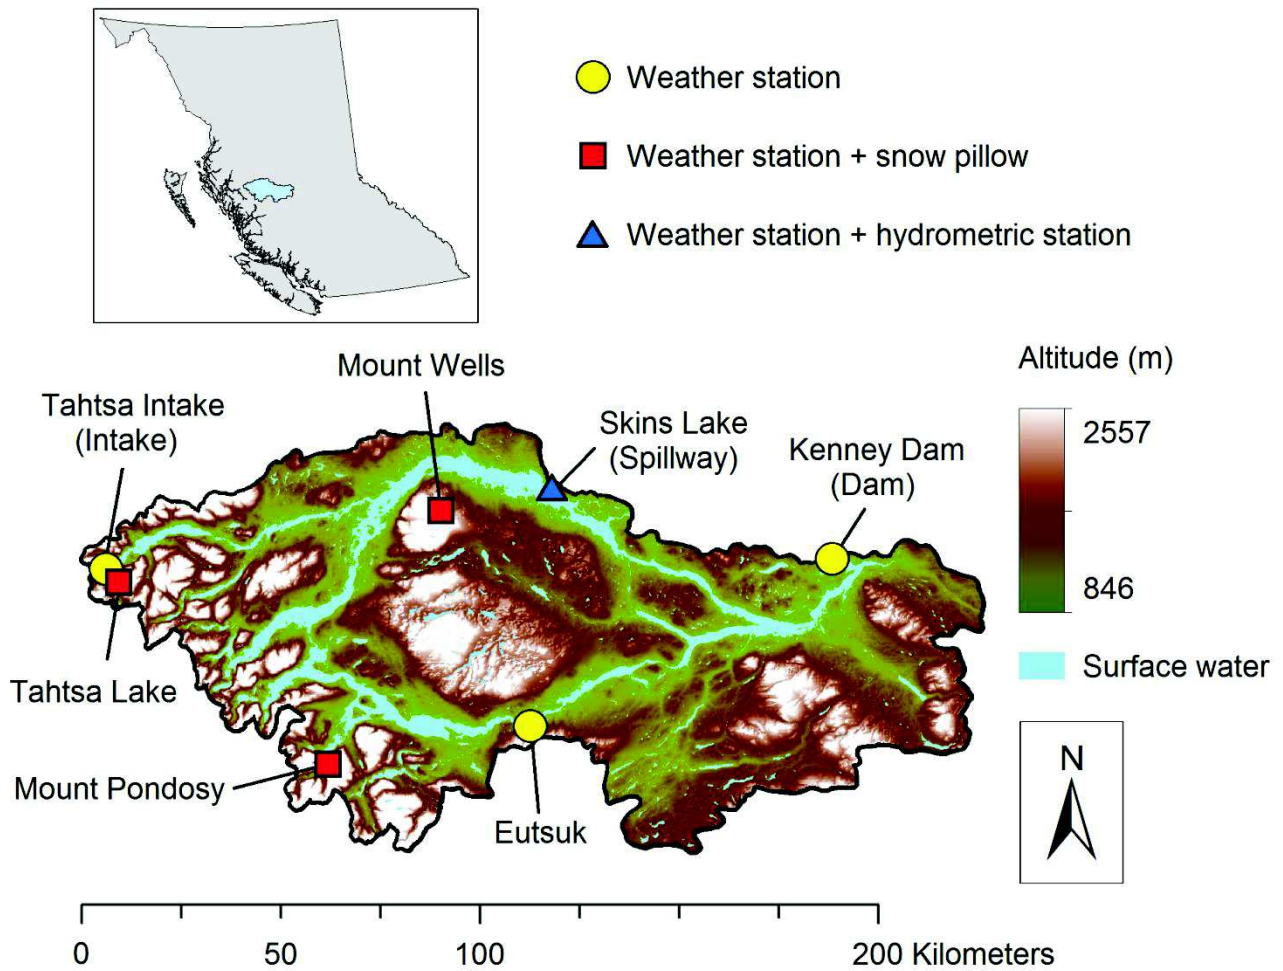 Weather station
Weather station + snow pillow
Weather station + hydrometric station
Mount Wells
Tahtsa Intake
(Intake)
Skins Lake
(Spillway)
Kenney Dam
(Dam)
Altitude (m)
2557
846
Surface water
Tahtsa Lake
Mount Pondosy
Eutsuk
N
0
50
100
200 Kilometers